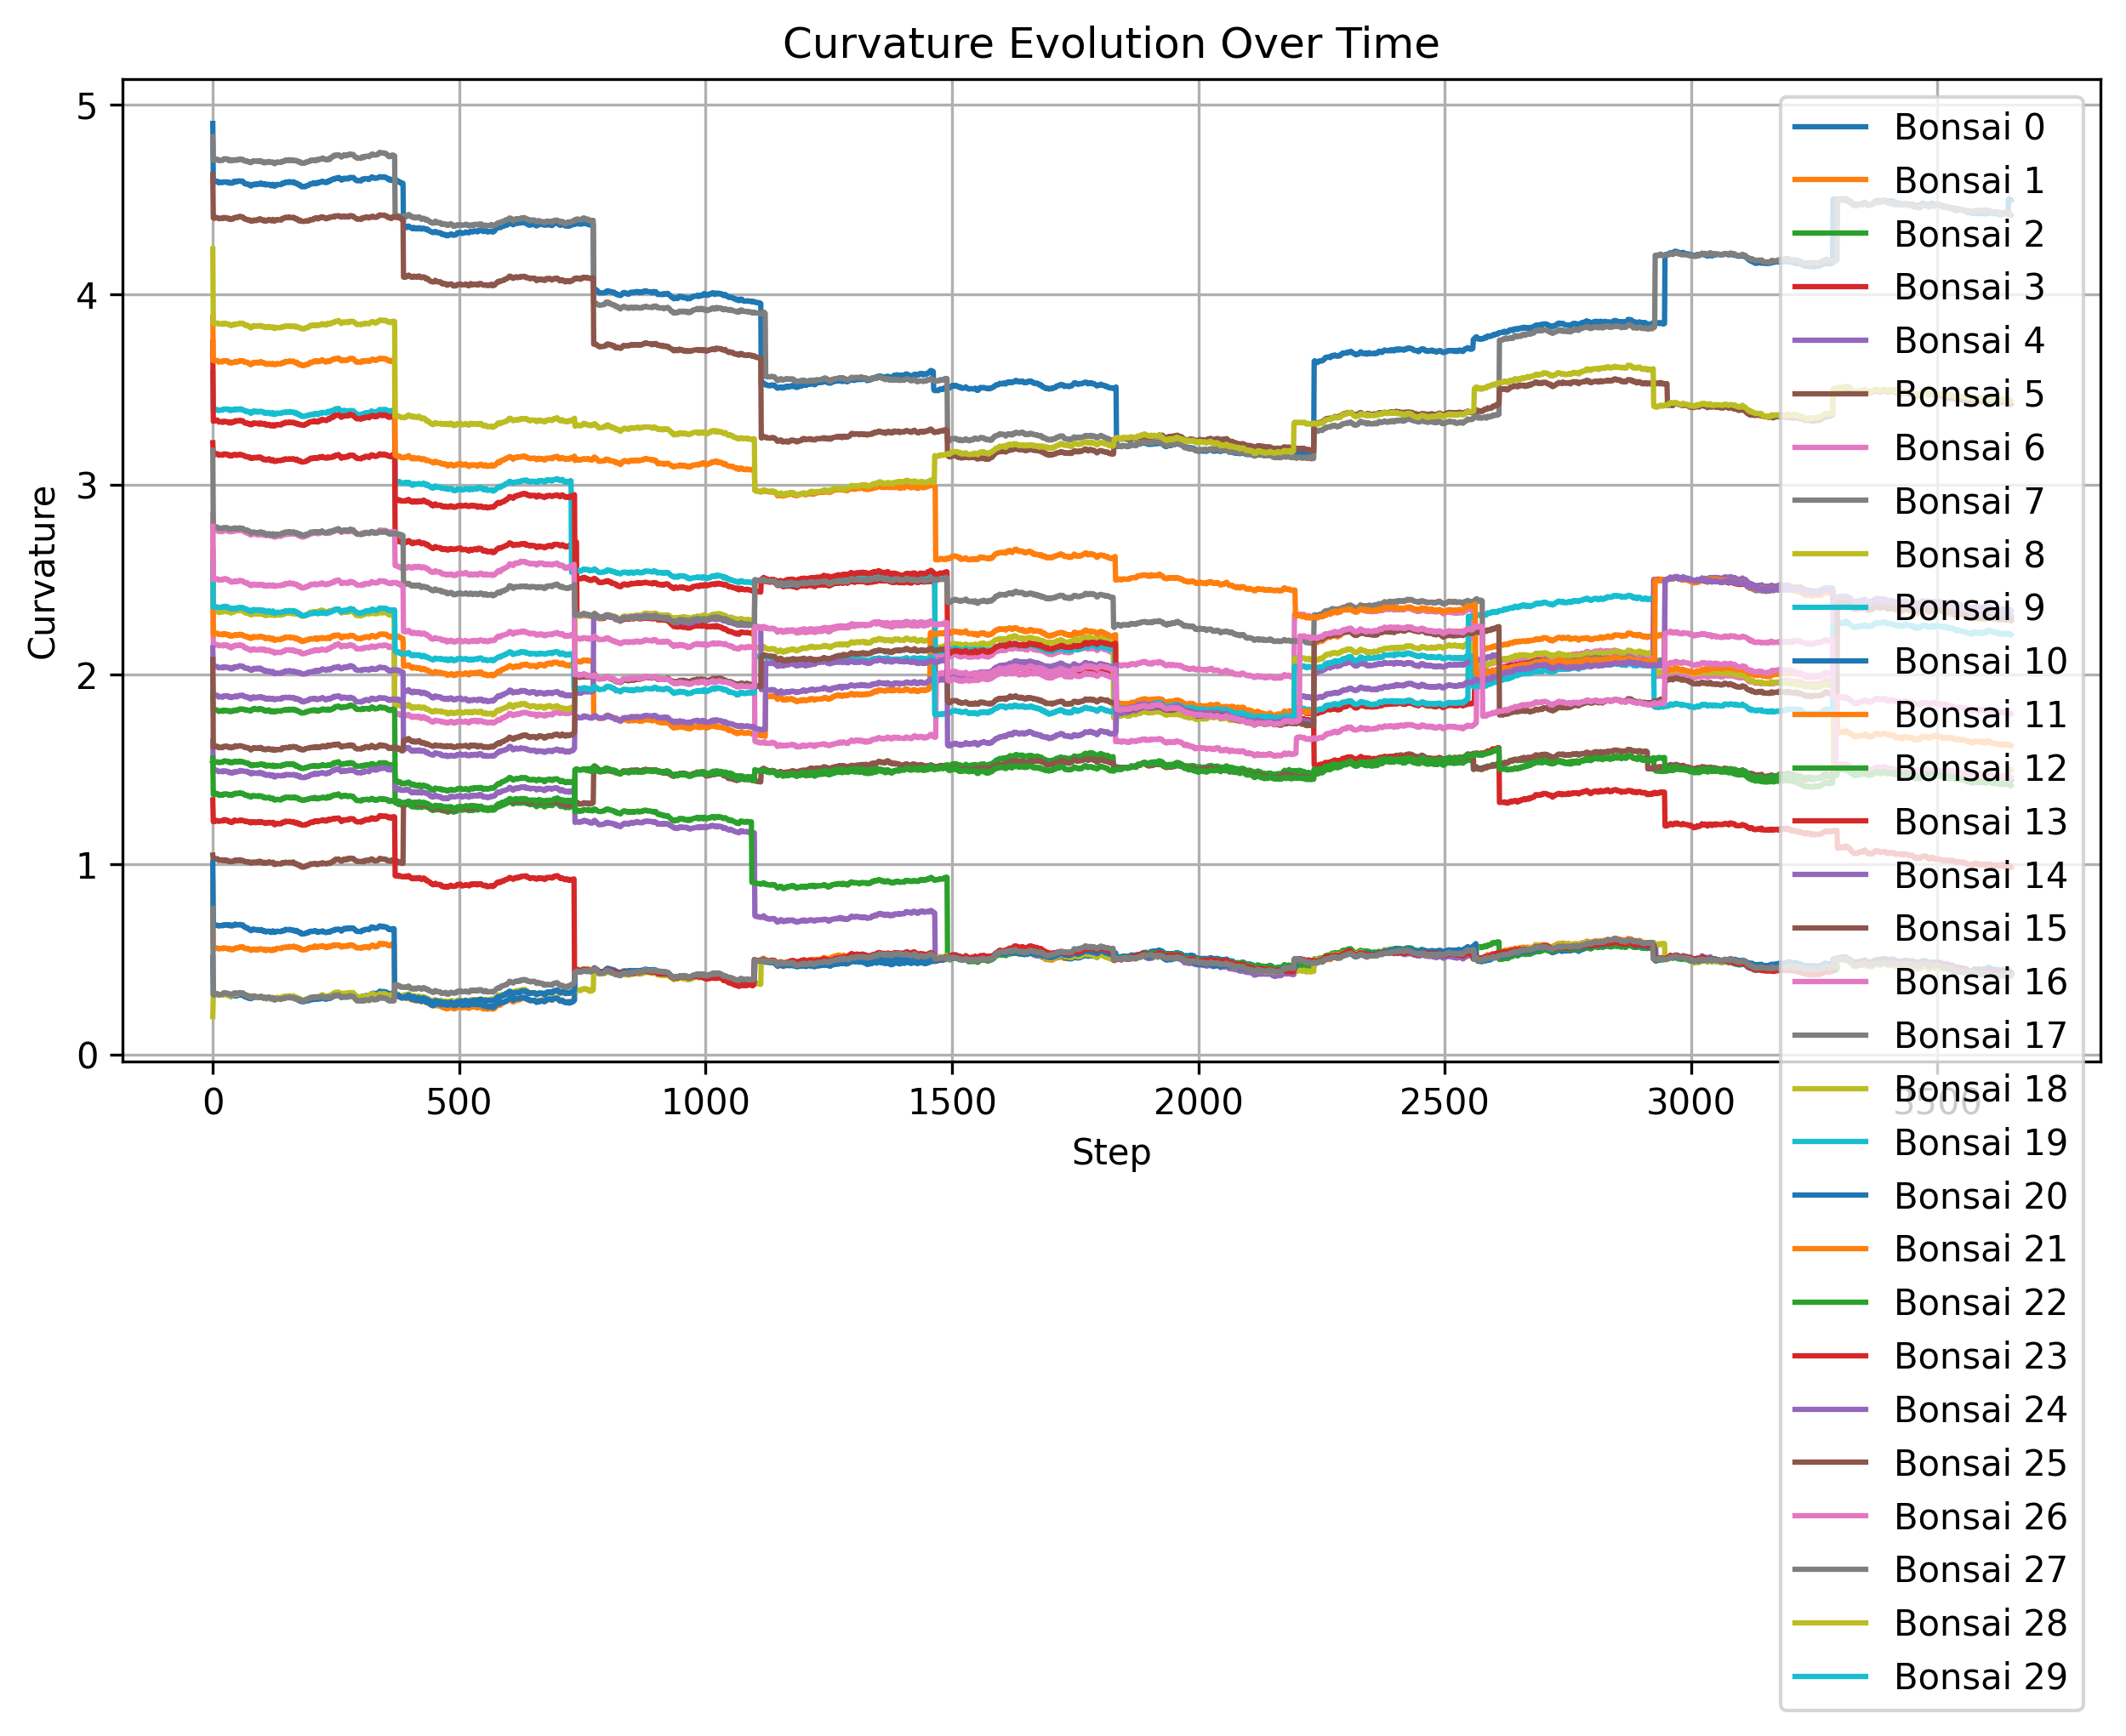 Curvature Evolution Over Time
5
4
3
2
1
0
Curvature
0
500
1000
1500
2000
2500
3000
3500
Step
Bonsai 0
Bonsai 1
Bonsai 2
Bonsai 3
Bonsai 4
Bonsai 5
Bonsai 6
Bonsai 7
Bonsai 8
Bonsai 9
Bonsai 10
Bonsai 11
Bonsai 12
Bonsai 13
Bonsai 14
Bonsai 15
Bonsai 16
Bonsai 17
Bonsai 18
Bonsai 19
Bonsai 20
Bonsai 21
Bonsai 22
Bonsai 23
Bonsai 24
Bonsai 25
Bonsai 26
Bonsai 27
Bonsai 28
Bonsai 29